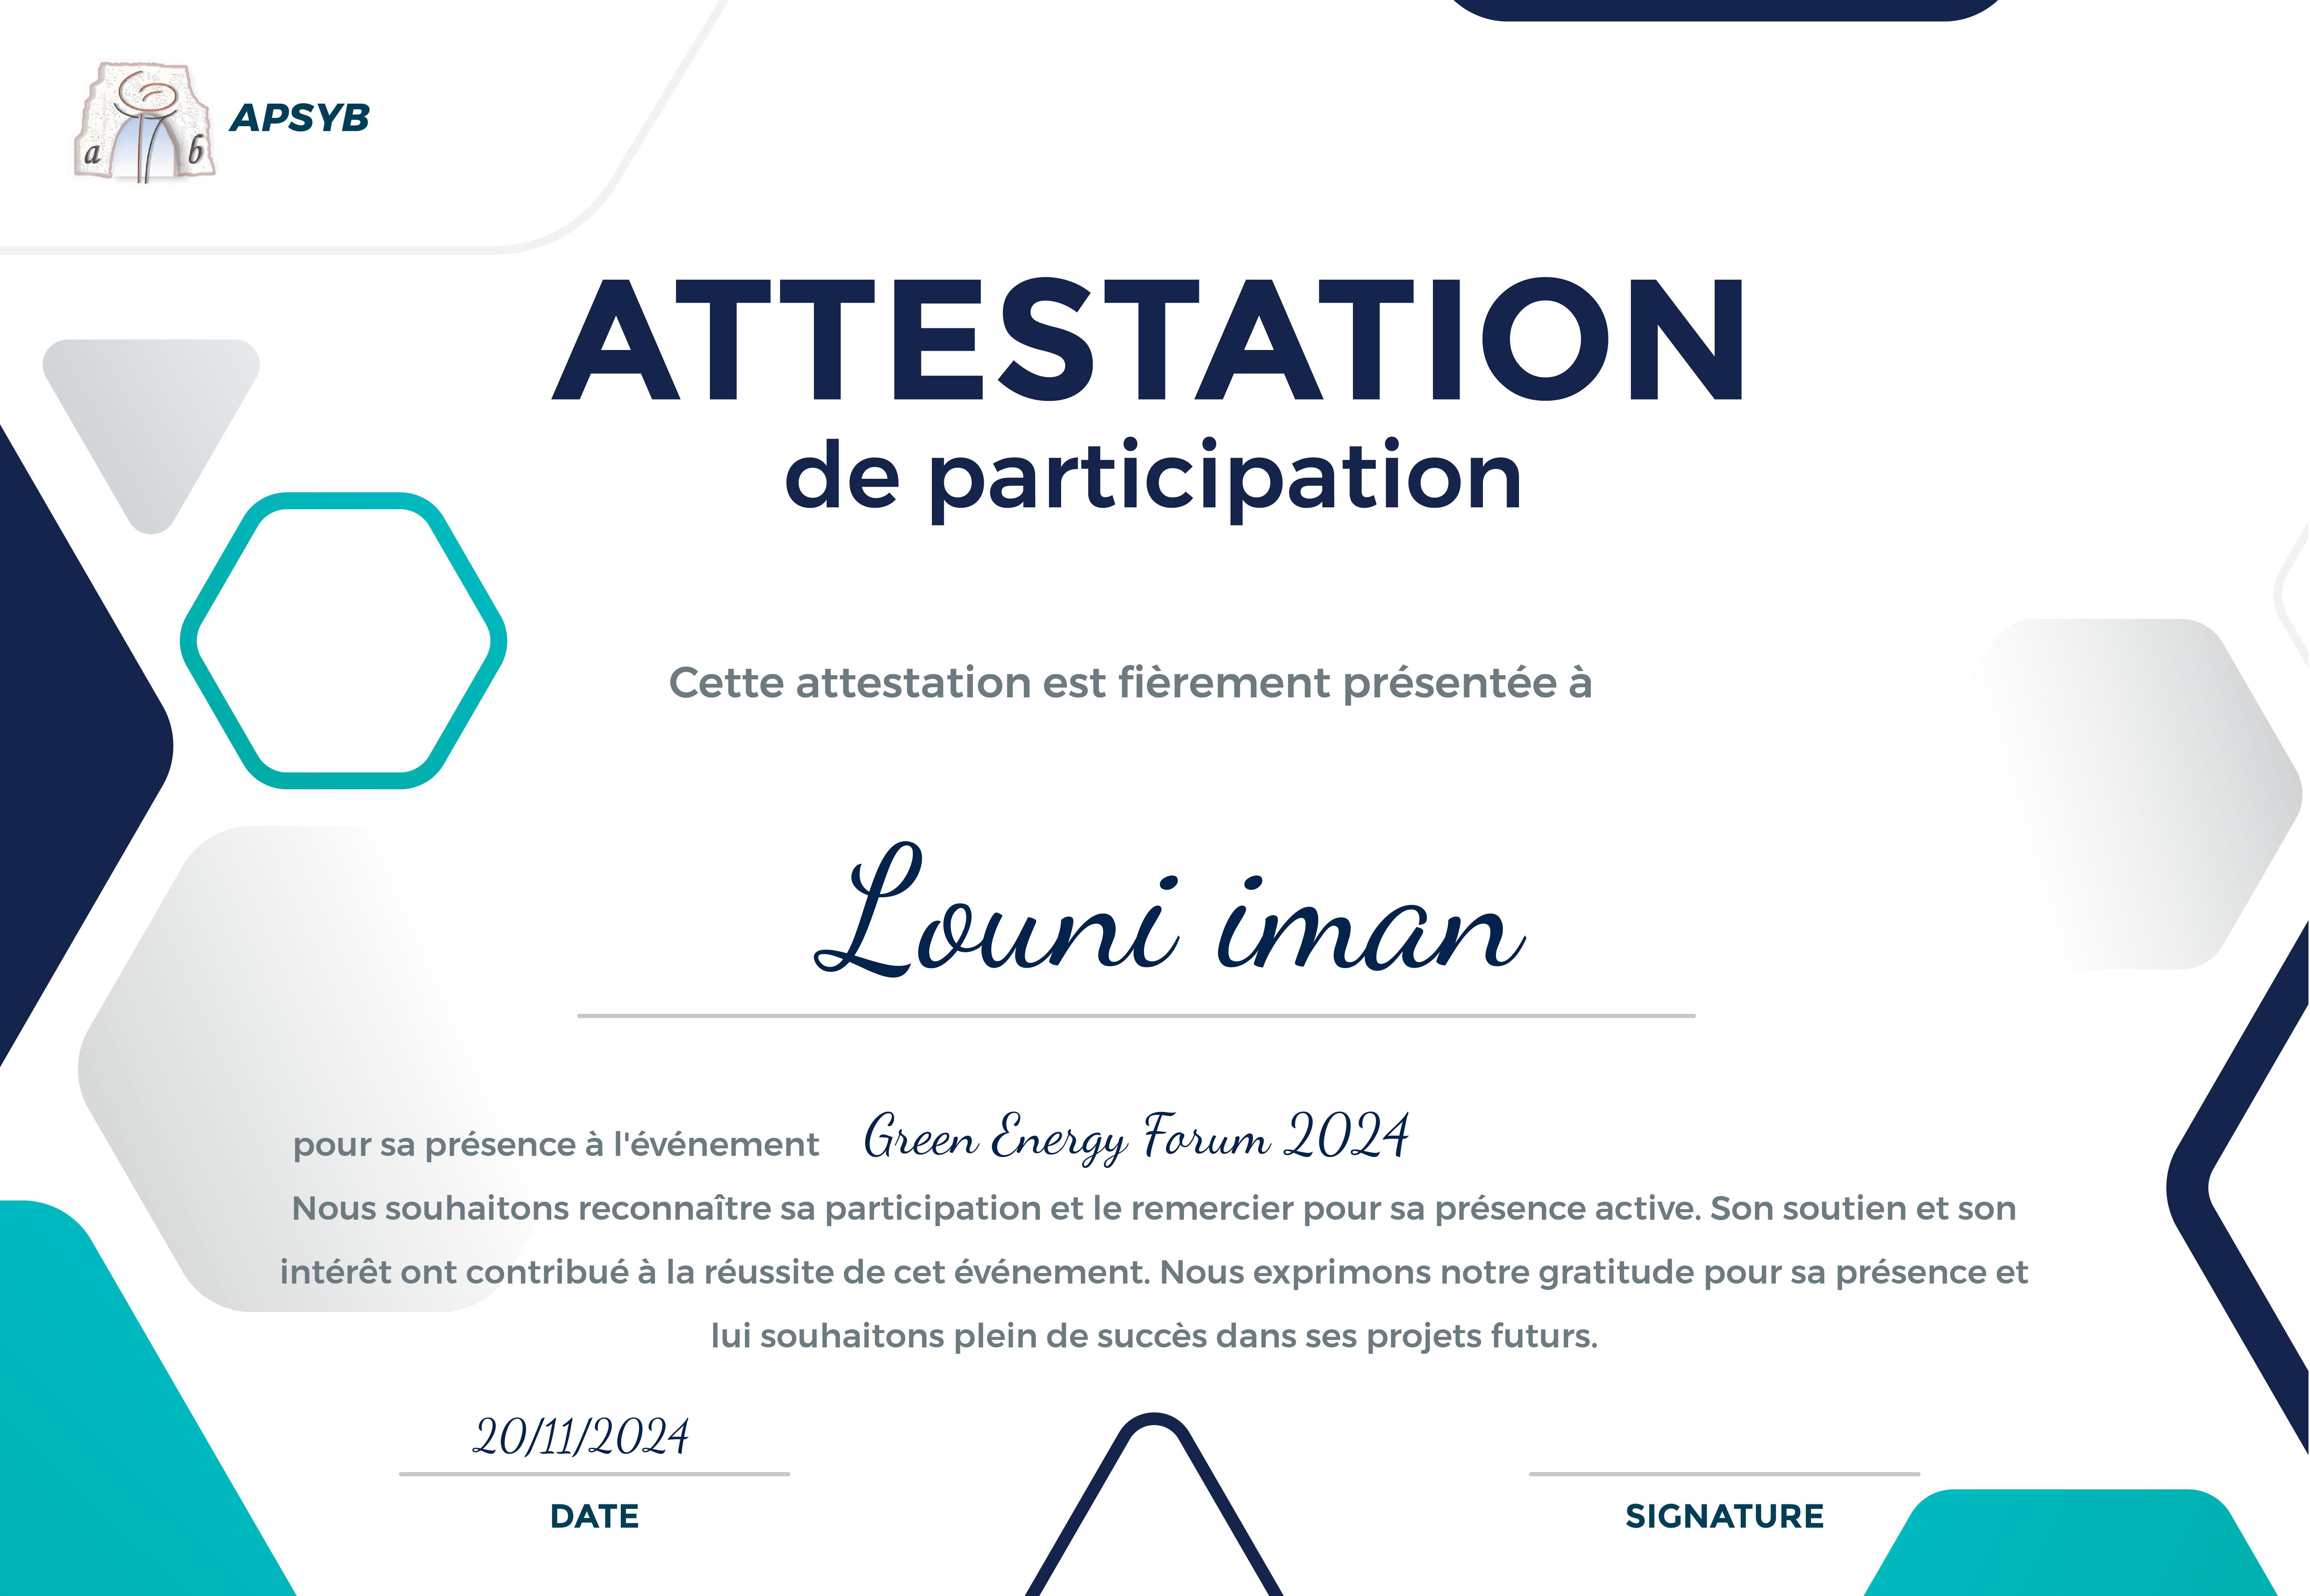 a b APSYB
ATTESTATION
de participation
Cette attestation est fièrement présentée à
Louni iman
pour sa présence à l'événement Green Energy Forum 2024
Nous souhaitons reconnaître sa participation et le remercier pour sa présence active. Son soutien et son
intérêt ont contribué à la réussite de cet événement. Nous exprimons notre gratitude pour sa présence et
lui souhaitons plein de succès dans ses projets futurs.
20/11/2024
DATE
SIGNATURE